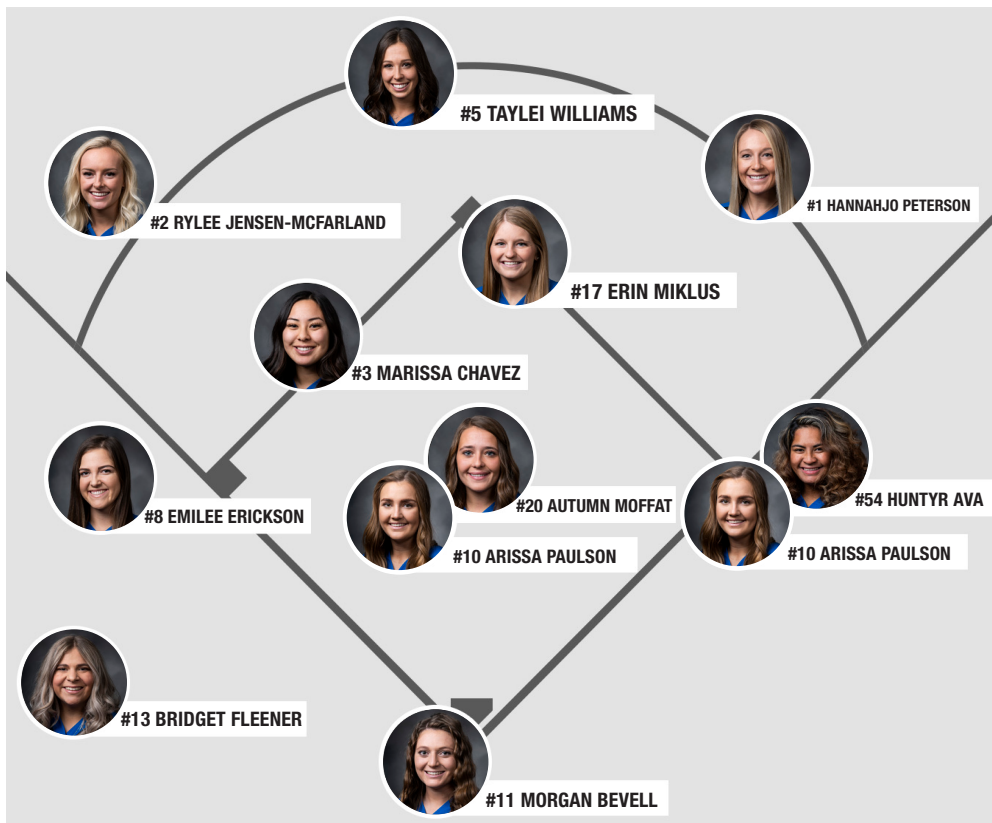 #5 TAYLEI WILLIAMS
#1 HANNAHJO PETERSON
#2 RYLEE JENSEN-MCFARLAND
#17 ERIN MIKLUS
#3 MARISSA CHAVEZ
#20 AUTUMN MOFFAT
#54 HUNTYR AVA
#8 EMILEE ERICKSON
#10 ARISSA PAULSON
#10 ARISSA PAULSON
#13 BRIDGET FLEENER
#11 MORGAN BEVELL